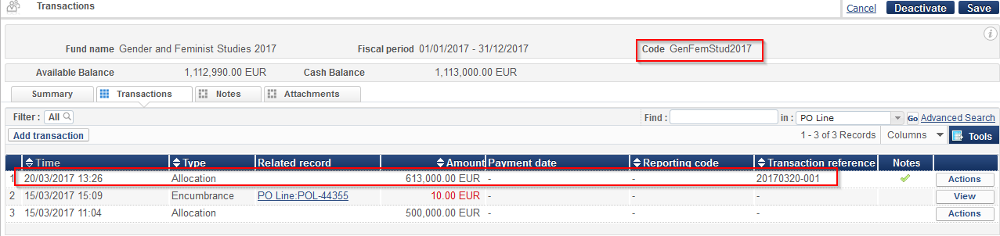 Transactions Cancel Deactivate Save
Fund name Gender and Feminist Studies 2017 Fiscal period 01/01/2017 - 31/12/2017 Code GenFemStud2017
Available Balance 1,112,990.00 EUR Cash Balance 1,113,000.00 EUR
Summary Transactions Notes Attachments
Filter : All Find : in : PO Line Go Advanced Search
Add transaction 1 - 3 of 3 Records Columns Tools
Time Type Related record Amount Payment date Reporting code Transaction reference Notes
1 20/03/2017 13:26 Allocation 613,000.00 EUR - - 20170320-001 Actions
2 15/03/2017 15:09 Encumbrance PO Line:POL-44355 10.00 EUR - - - View
3 15/03/2017 11:04 Allocation 500,000.00 EUR - - - Actions